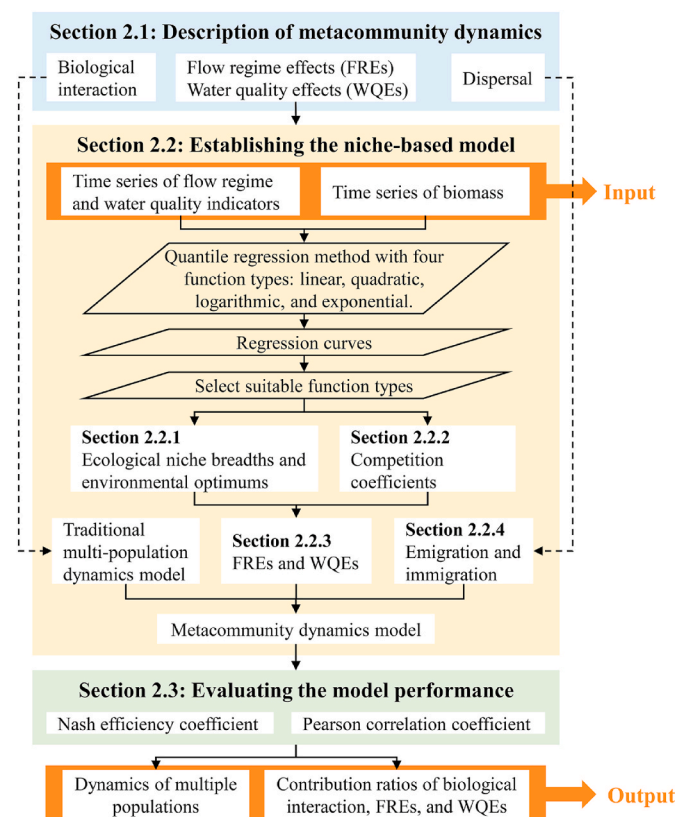 Section 2.1: Description of metacommunity dynamics
Biological
interaction
Flow regime effects (FREs)
Water quality effects (WQEs)
Dispersal
Section 2.2: Establishing the niche-based model
Time series of flow regime
and water quality indicators
Time series of biomass
Input
Quantile regression method with four
function types: linear, quadratic,
logarithmic, and exponential.
Regression curves
Select suitable function types
Section 2.2.1
Ecological niche breadths and
environmental optimums
Section 2.2.2
Competition
coefficients
Traditional
multi-population
dynamics model
Section 2.2.3
FREs and WQEs
Section 2.2.4
Emigration and
immigration
Metacommunity dynamics model
Section 2.3: Evaluating the model performance
Nash efficiency coefficient
Pearson correlation coefficient
Dynamics of multiple
populations
Contribution ratios of biological
interaction, FREs, and WQEs
Output